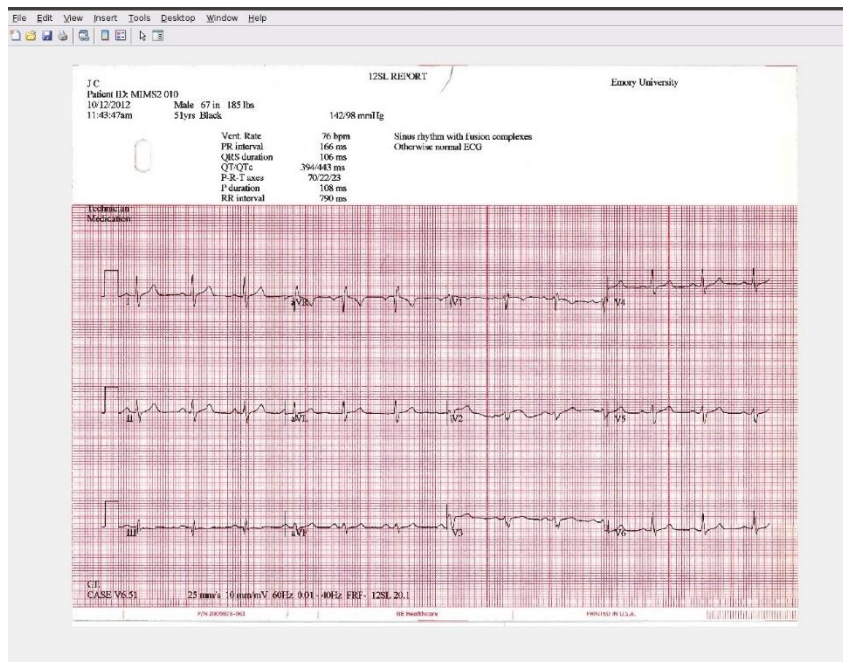 File Edit View Insert Tools Desktop Window Help
12SL REPORT
Emory University
J C
Patient ID: MIMS2 010
10/12/2012 Male 67 in 185 lbs
11:43:47am 51yrs Black 142/98 mmHg
Vent. Rate 76 bpm Sinus rhythm with fusion complexes
PR interval 166 ms Otherwise normal ECG
QRS duration 106 ms
QT/QTc 394/443 ms
P-R-T axes 70/22/23
P duration 108 ms
RR interval 790 ms
Technician
Medication
I aVR V1 V4
II aVL V2 V5
III aVF V3 V6
GE
CASE V6.51 25 mm/s 10 mm/mV 60Hz 0.01 - 40Hz FRF- 12SL 20.1
GE Healthcare PRINTED IN U.S.A.